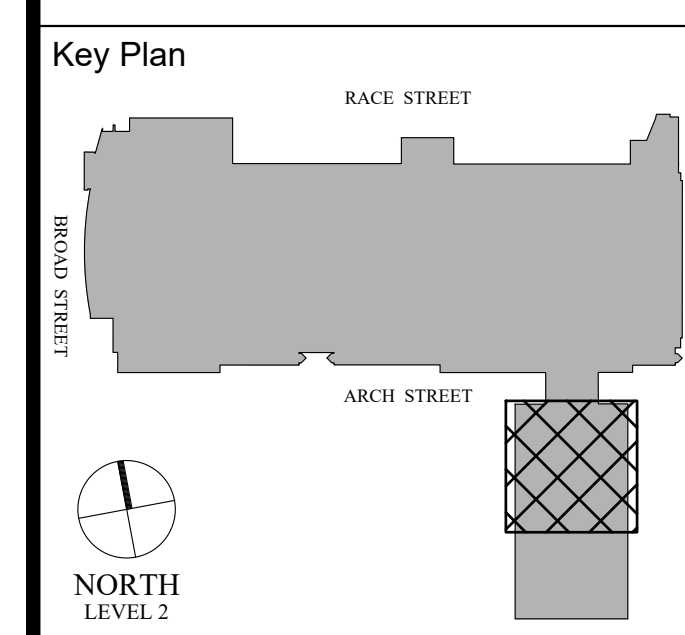 Key Plan
RACE STREET
BROAD STREET
ARCH STREET
NORTH
LEVEL 2